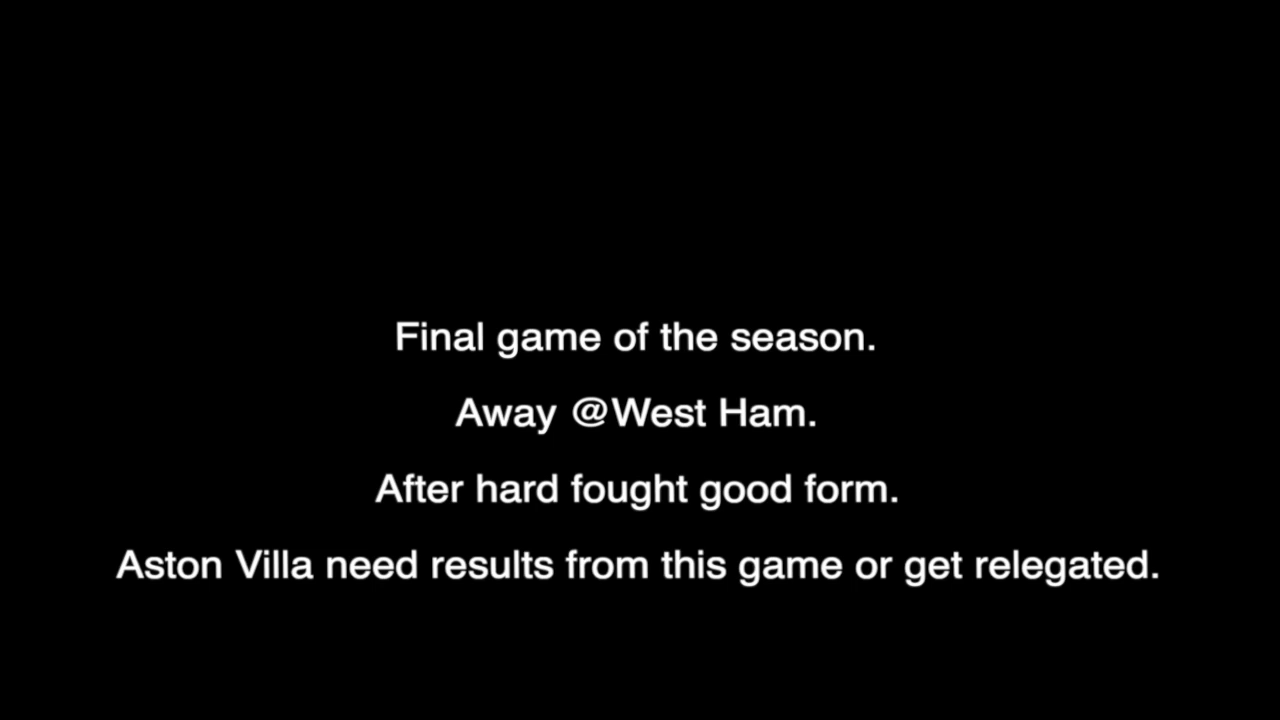 Final game of the season.
Away @West Ham.
After hard fought good form.
Aston Villa need results from this game or get relegated.